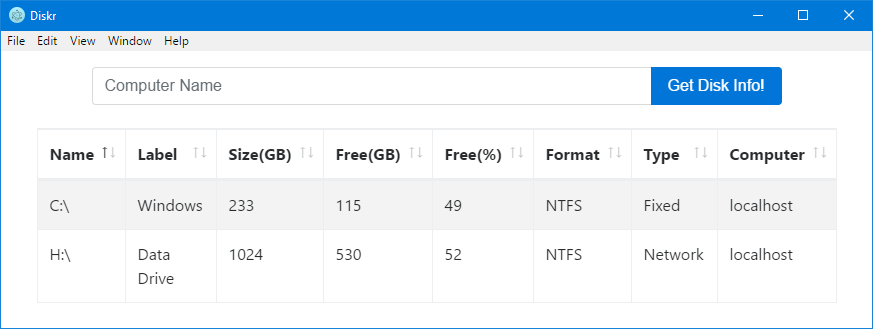 Diskr
File Edit View Window Help
Computer Name Get Disk Info!
Name Label Size(GB) Free(GB) Free(%) Format Type Computer
C:\ Windows 233 115 49 NTFS Fixed localhost
H:\ Data Drive 1024 530 52 NTFS Network localhost